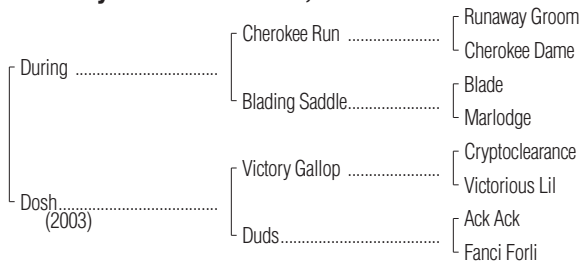 Runaway Groom
Cherokee Run ....................
Cherokee Dame
During ................................
Blade
Blading Saddle....................
Marlodge
Cryptoclearance
Victory Gallop ....................
Victorious Lil
Dosh....................................
(2003)
Ack Ack
Duds...................................
Fanci Forli